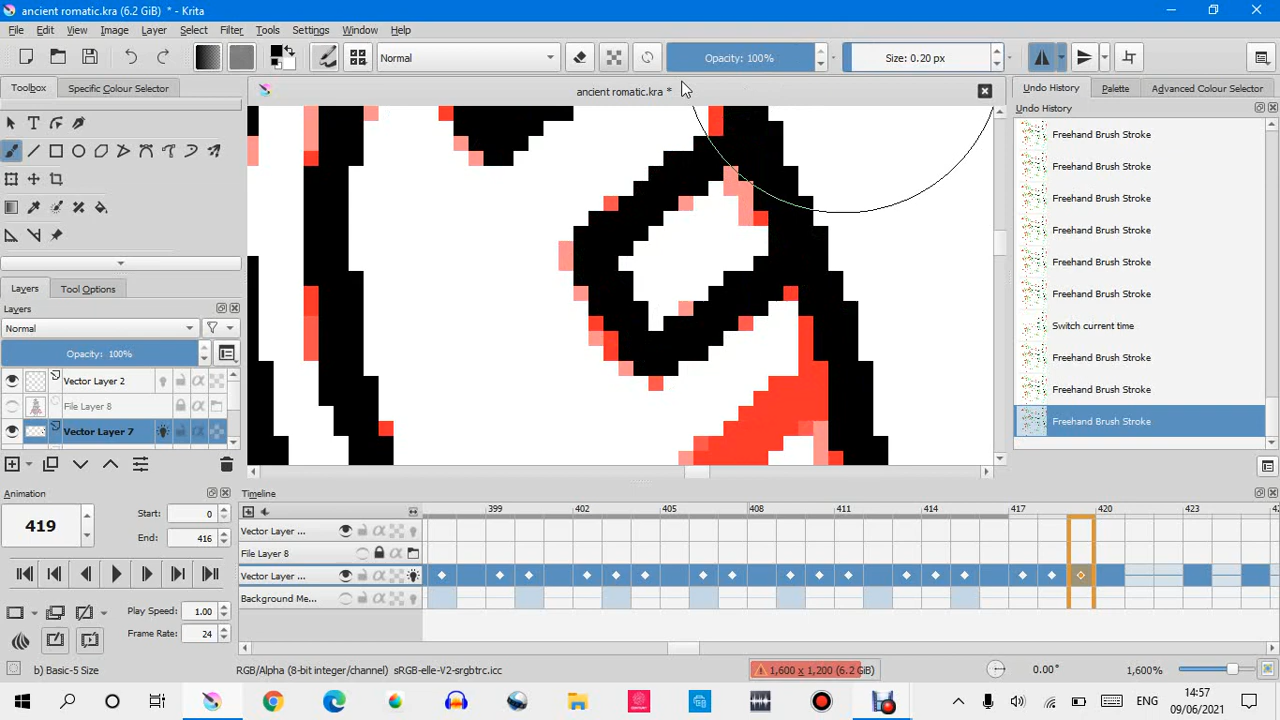 ancient romatic.kra (6.2 GiB) * - Krita
File Edit View Image Layer Select Filter Tools Settings Window Help
Normal Opacity: 100% Size: 0.20 px
Toolbox Specific Colour Selector
ancient romatic.kra *
Undo History Palette Advanced Colour Selector
Undo History
Freehand Brush Stroke
Freehand Brush Stroke
Freehand Brush Stroke
Freehand Brush Stroke
Freehand Brush Stroke
Freehand Brush Stroke
Switch current time
Freehand Brush Stroke
Freehand Brush Stroke
Freehand Brush Stroke
Layers Tool Options
Layers
Normal
Opacity: 100%
Vector Layer 2
File Layer 8
Vector Layer 7
Animation
419
Start: 0
End: 416
Play Speed: 1.00
Frame Rate: 24
Timeline
399 402 405 408 411 414 417 420 423
Vector Layer ...
File Layer 8
Vector Layer ...
Background Me...
b) Basic-5 Size
RGB/Alpha (8-bit integer/channel) sRGB-elle-V2-srgbtrc.icc
1,600 x 1,200 (6.2 GiB)
0.00°
1,600%
ENG
14:57
09/06/2021